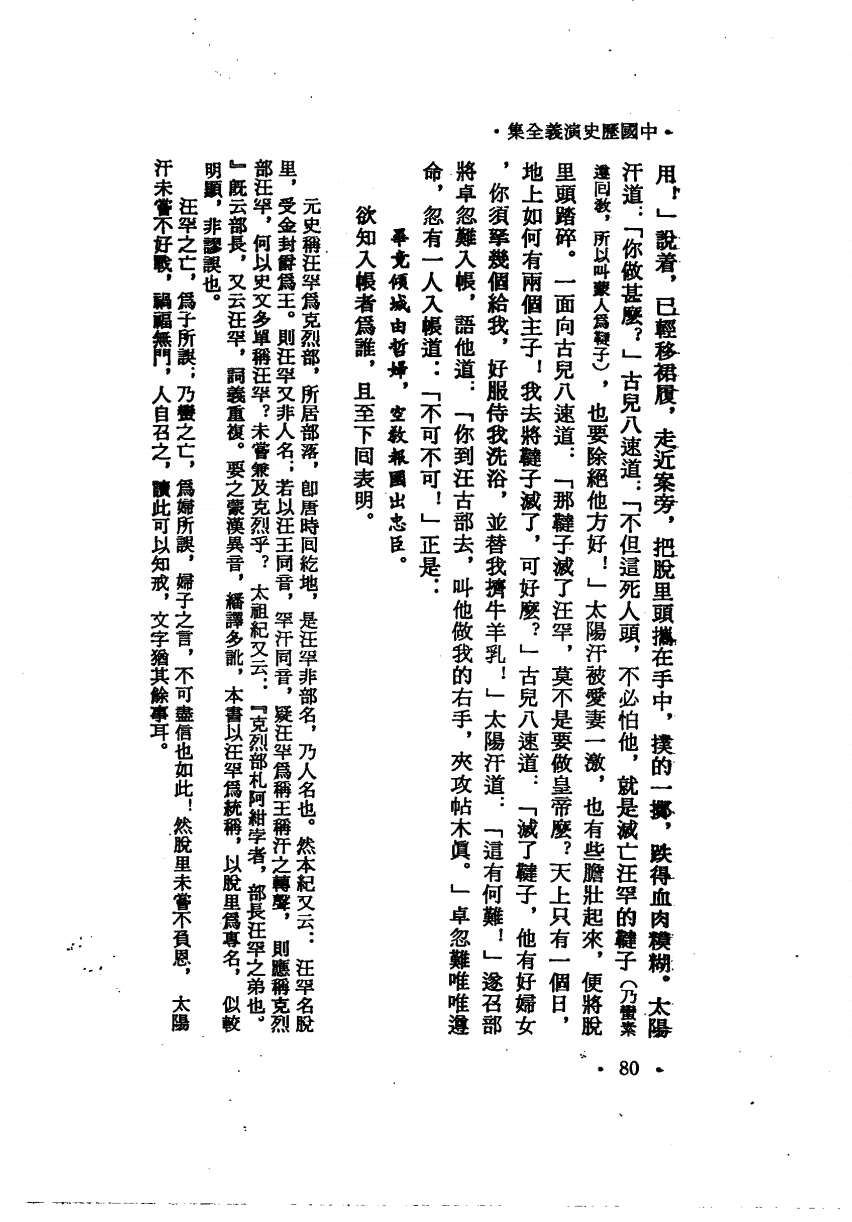 •中國歷史演義全集•
用!」說着,已輕移裙履,走近案旁,把脫里頭攜在手中,撲的一擲,跌得血肉模糊。太陽
汗道:「你做甚麼?」古兒八速道:「不但這死人頭,不必怕他,就是滅亡汪罕的韃子(乃蠻素
遵回教,所以叫蒙人爲韃子),也要除絕他方好!」太陽汗被愛妻一激,也有些膽壯起來,便將脫
里頭踏碎。一面向古兒八速道:「那韃子滅了汪罕,莫不是要做皇帝麼?天上只有一個日,
地上如何有兩個主子!我去將韃子滅了,可好麼?」古兒八速道:「滅了韃子,他有好婦女
,你須拏幾個給我,好服侍我洗浴,並替我擠牛羊乳!」太陽汗道:「這有何難!」遂召部
將卓忽難入帳,語他道:「你到汪古部去,叫他做我的右手,夾攻帖木眞。」卓忽難唯唯遵
命,忽有一人入帳道:「不可不可!」正是:
畢竟傾城由哲婦,空教報國出忠臣。
欲知入帳者爲誰,且至下回表明。
元史稱汪罕爲克烈部,所居部落,卽唐時回紇地,是汪罕非部名,乃人名也。然本紀又云:汪罕名脫
里,受金封爵爲王。則汪罕又非人名;若以汪王同音,罕汗同音,疑汪罕爲稱王稱汗之轉聲,則應稱克烈
部汪罕,何以史文多單稱汪罕?未嘗兼及克烈乎?太祖紀又云:『克烈部札阿紺孛者,部長汪罕之弟也。
』旣云部長,又云汪罕,詞義重複。要之蒙漢異音,繙譯多訛,本書以汪罕爲統稱,以脫里爲專名,似較
明顯,非謬誤也。
汪罕之亡,爲子所誤;乃蠻之亡,爲婦所誤,婦子之言,不可盡信也如此!然脫里未嘗不負恩,太陽
汗未嘗不好戰,禍福無門,人自召之,讀此可以知戒,文字猶其餘事耳。
•80•